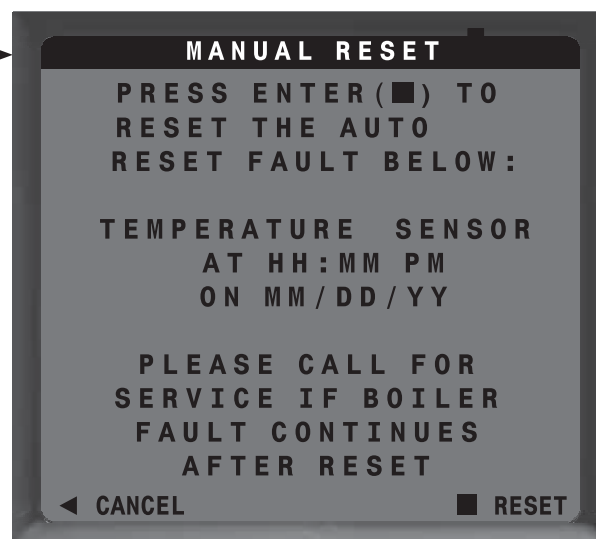 MANUAL RESET
PRESS ENTER(■) TO
RESET THE AUTO
RESET FAULT BELOW:
TEMPERATURE SENSOR
AT HH:MM PM
ON MM/DD/YY
PLEASE CALL FOR
SERVICE IF BOILER
FAULT CONTINUES
AFTER RESET
◀ CANCEL ■ RESET